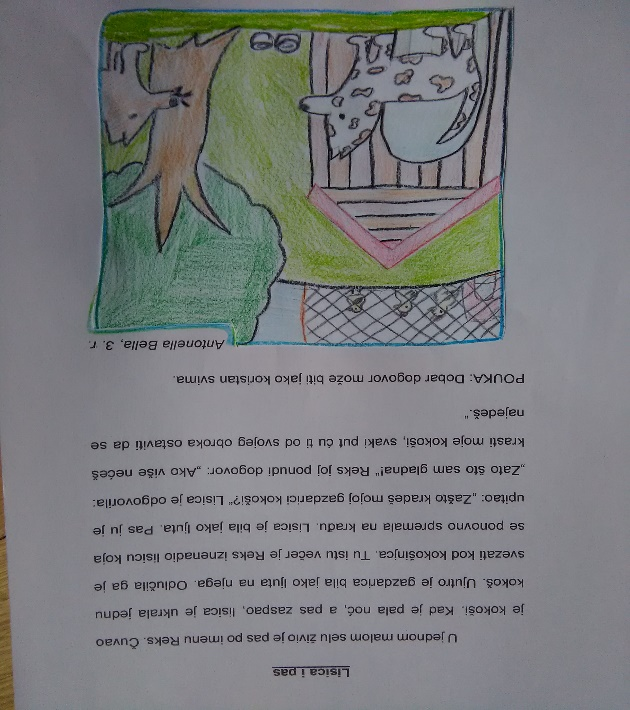 Lisica i pas
U jednom malom selu živio je pas po imenu Reks. Čuvao
je kokoši. Kad je pala noć, a pas zaspao, lisica je ukrala jednu
kokoš. Ujutro je gazdarica bila jako ljuta na njega. Odlučila ga je
svezati kod kokošinjca. Tu istu večer je Reks iznenadio lisicu koja
se ponovno spremala na krađu. Lisica je bila jako ljuta. Pas ju je
upitao: „Zašto kradeš mojoj gazdarici kokoši?“ Lisica je odgovorila:
„Zato što sam gladna!“ Reks joj ponudi dogovor: „Ako više nećeš
krasti moje kokoši, svaki put ću ti od svojeg obroka ostaviti da se
najedeš.“
POUKA: Dobar dogovor može biti jako koristan svima.
Antonella Bella, 3. r.